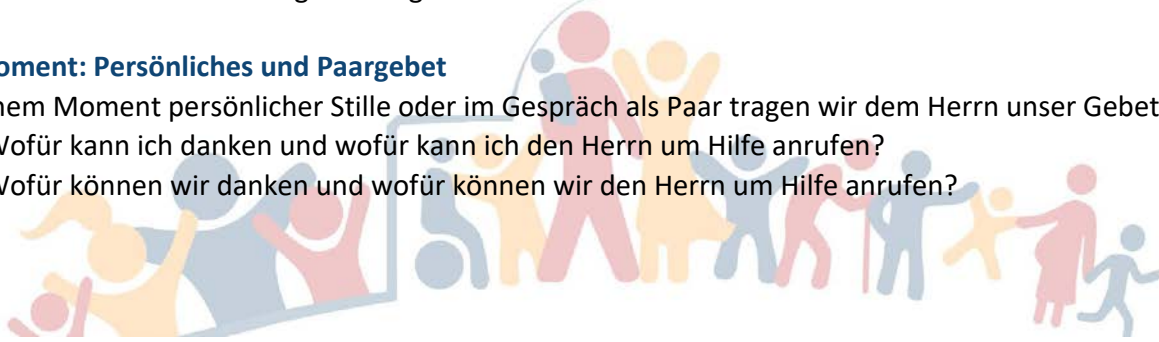 oment: Persönliches und Paargebet
nem Moment persönlicher Stille oder im Gespräch als Paar tragen wir dem Herrn unser Gebet
Wofür kann ich danken und wofür kann ich den Herrn um Hilfe anrufen?
Wofür können wir danken und wofür können wir den Herrn um Hilfe anrufen?